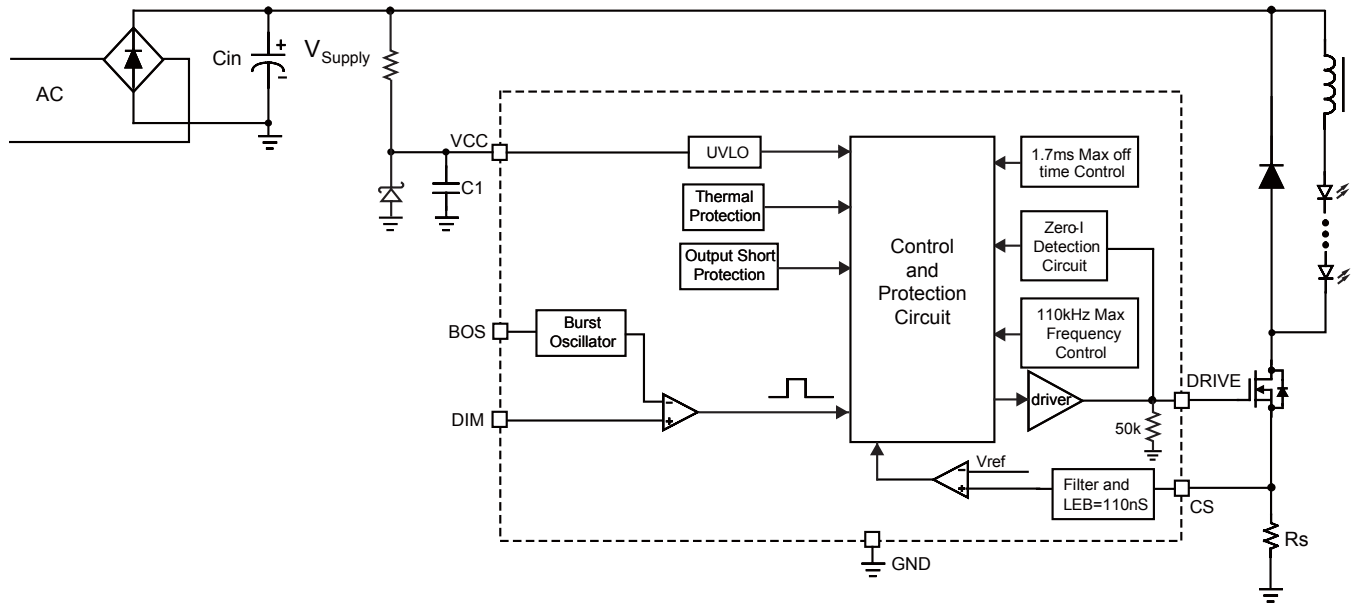 AC
Cin
+
-
VSupply
VCC
C1
UVLO
Thermal
Protection
Output Short
Protection
Control
and
Protection
Circuit
1.7ms Max off
time Control
Zero-I
Detection
Circuit
110kHz Max
Frequency
Control
BOS
Burst
Oscillator
DIM
-
+
driver
DRIVE
50k
Vref
-
+
Filter and
LEB=110nS
CS
GND
Rs